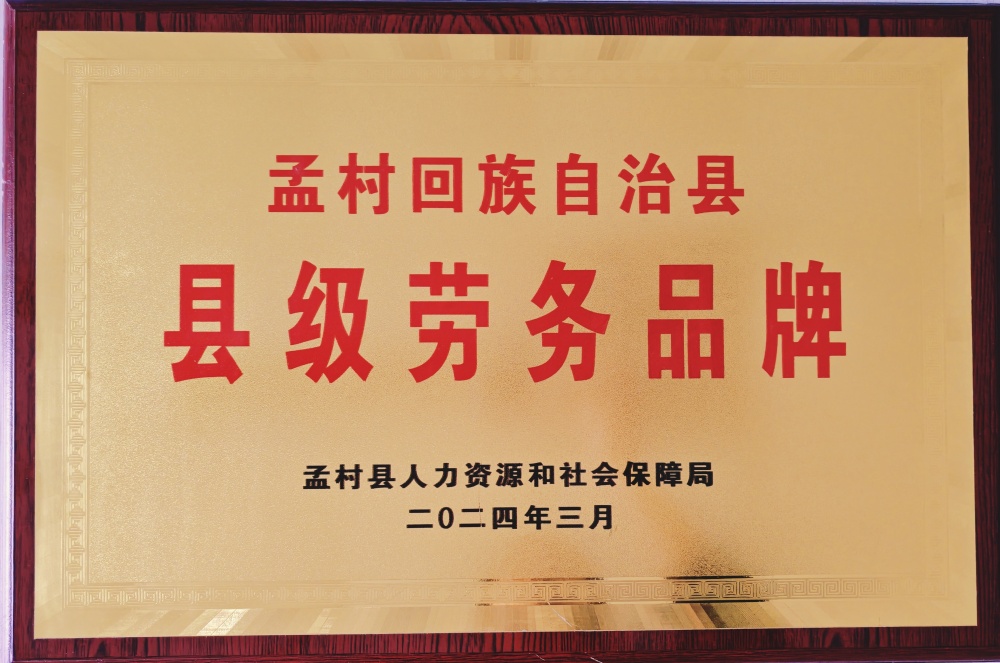 孟村回族自治县
县级劳务品牌
孟村县人力资源和社会保障局
二0二四年三月